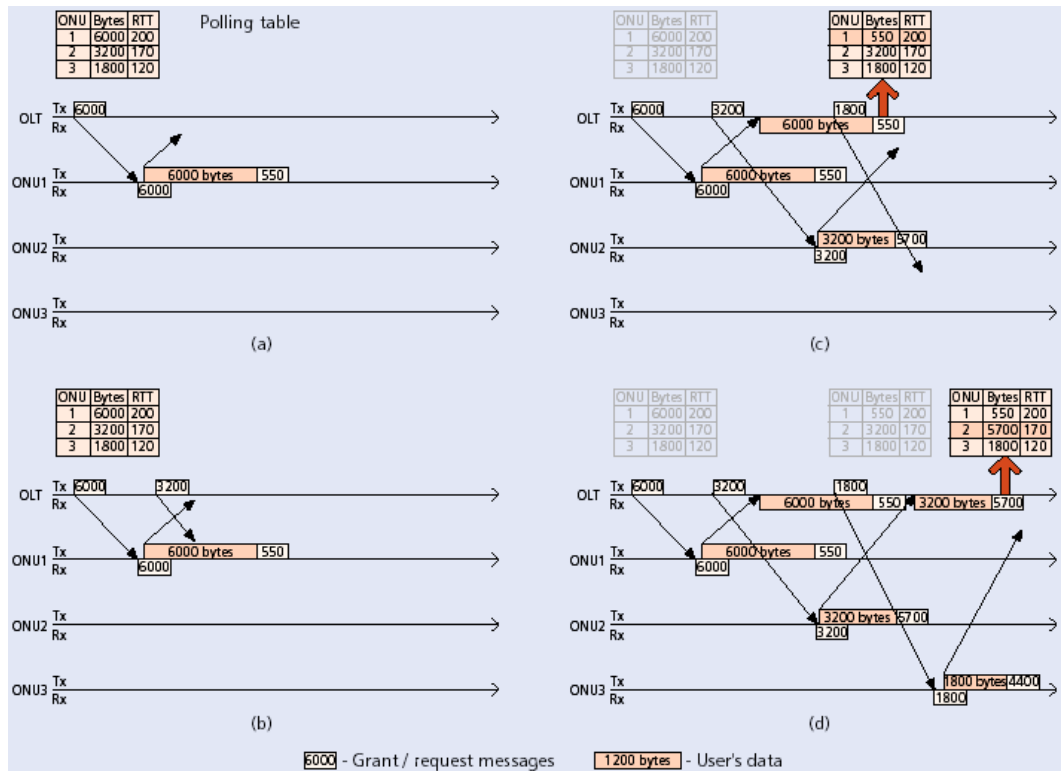 Polling table
ONU Bytes RTT
1 6000 200
2 3200 170
3 1800 120
OLT Tx Rx
6000
ONU1 Tx Rx
6000 bytes 550
6000
ONU2 Tx Rx
ONU3 Tx Rx
(a)
ONU Bytes RTT
1 6000 200
2 3200 170
3 1800 120
ONU Bytes RTT
1 550 200
2 3200 170
3 1800 120
OLT Tx Rx
6000 3200 1800
6000 bytes 550
ONU1 Tx Rx
6000 bytes 550
6000
ONU2 Tx Rx
3200 bytes 5700
3200
ONU3 Tx Rx
(c)
ONU Bytes RTT
1 6000 200
2 3200 170
3 1800 120
OLT Tx Rx
6000 3200
ONU1 Tx Rx
6000 bytes 550
6000
ONU2 Tx Rx
ONU3 Tx Rx
(b)
ONU Bytes RTT
1 6000 200
2 3200 170
3 1800 120
ONU Bytes RTT
1 550 200
2 3200 170
3 1800 120
ONU Bytes RTT
1 550 200
2 5700 170
3 1800 120
OLT Tx Rx
6000 3200 1800
6000 bytes 550 3200 bytes 5700
ONU1 Tx Rx
6000 bytes 550
6000
ONU2 Tx Rx
3200 bytes 5700
3200
ONU3 Tx Rx
1800 bytes 4400
1800
(d)
6000 - Grant / request messages
1200 bytes - User's data